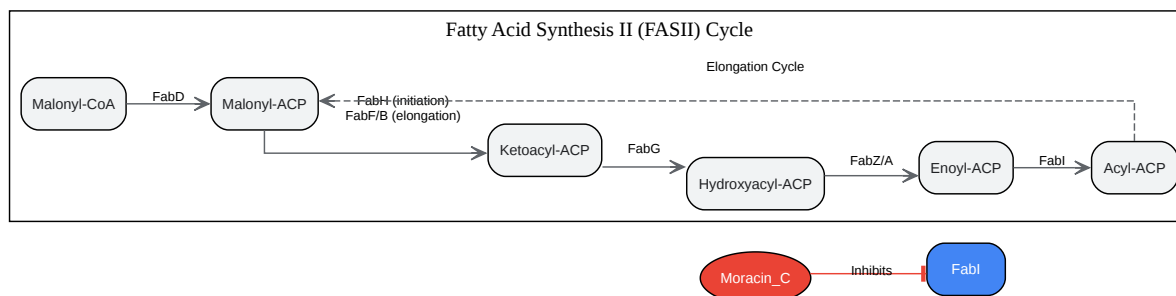 Fatty Acid Synthesis II (FASII) Cycle
Elongation Cycle
Malonyl-CoA
FabD
Malonyl-ACP
FabH (initiation)
FabF/B (elongation)
Ketoacyl-ACP
FabG
Hydroxyacyl-ACP
FabZ/A
Enoyl-ACP
FabI
Acyl-ACP
Moracin_C
Inhibits
FabI